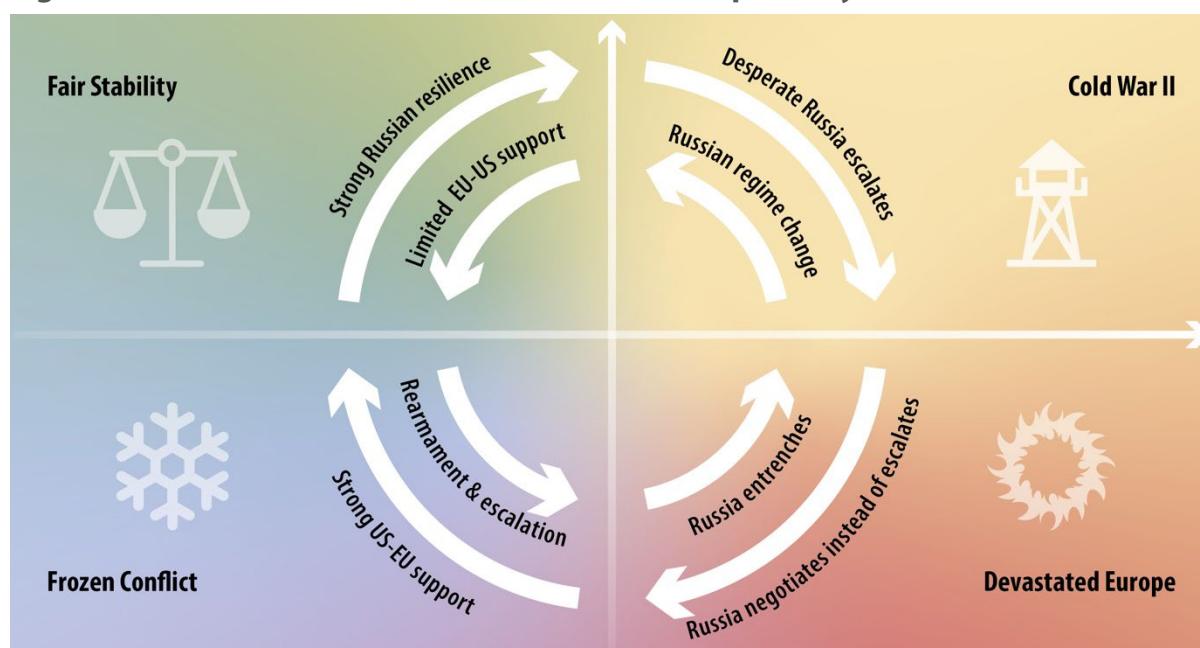 Fair Stability
Strong Russian resilience
Limited EU-US support
Desperate Russia escalates
Russian regime change
Cold War II
Frozen Conflict
Rearmament & escalation
Strong US-EU support
Russia entrenches
Russia negotiates instead of escalates
Devastated Europe